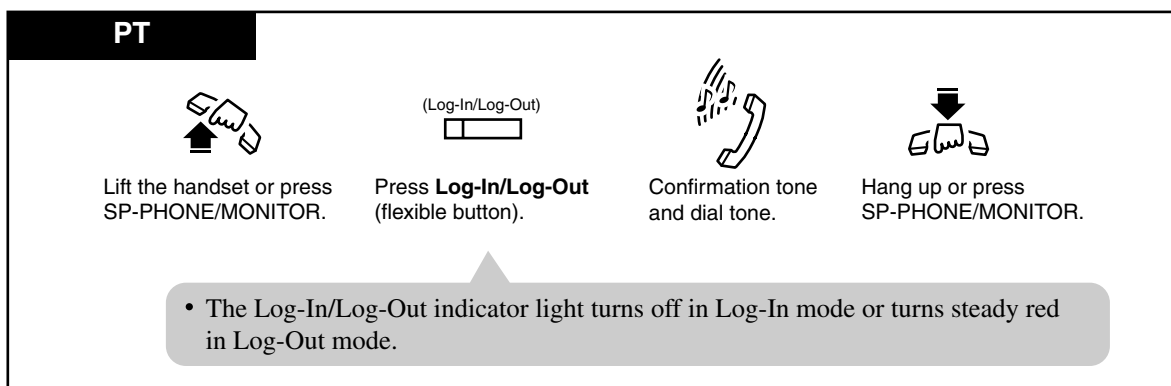 PT
(Log-In/Log-Out)
Lift the handset or press
SP-PHONE/MONITOR.
Press Log-In/Log-Out
(flexible button).
Confirmation tone
and dial tone.
Hang up or press
SP-PHONE/MONITOR.
• The Log-In/Log-Out indicator light turns off in Log-In mode or turns steady red
in Log-Out mode.